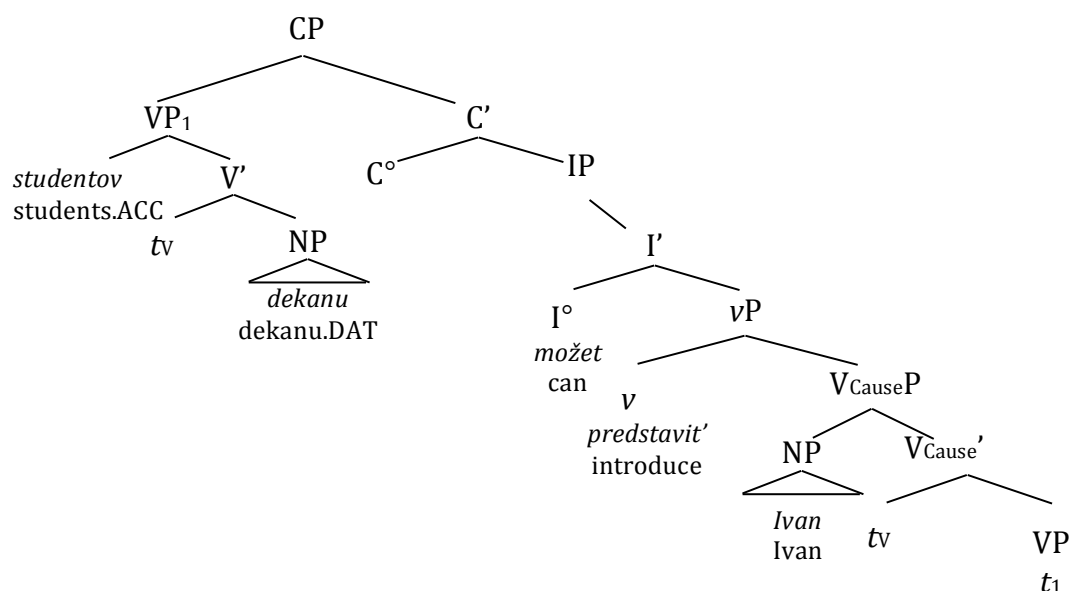 CP
VP1 C’
studentov V’ C° IP
students.ACC
tV NP I’
dekanu
dekanu.DAT I° vP
možet
can v VCauseP
predstavit’
introduce NP VCause’
Ivan
Ivan tV VP
t1